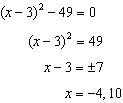 (x − 3)² − 49 = 0
(x − 3)² = 49
x − 3 = ±7
x = −4, 10